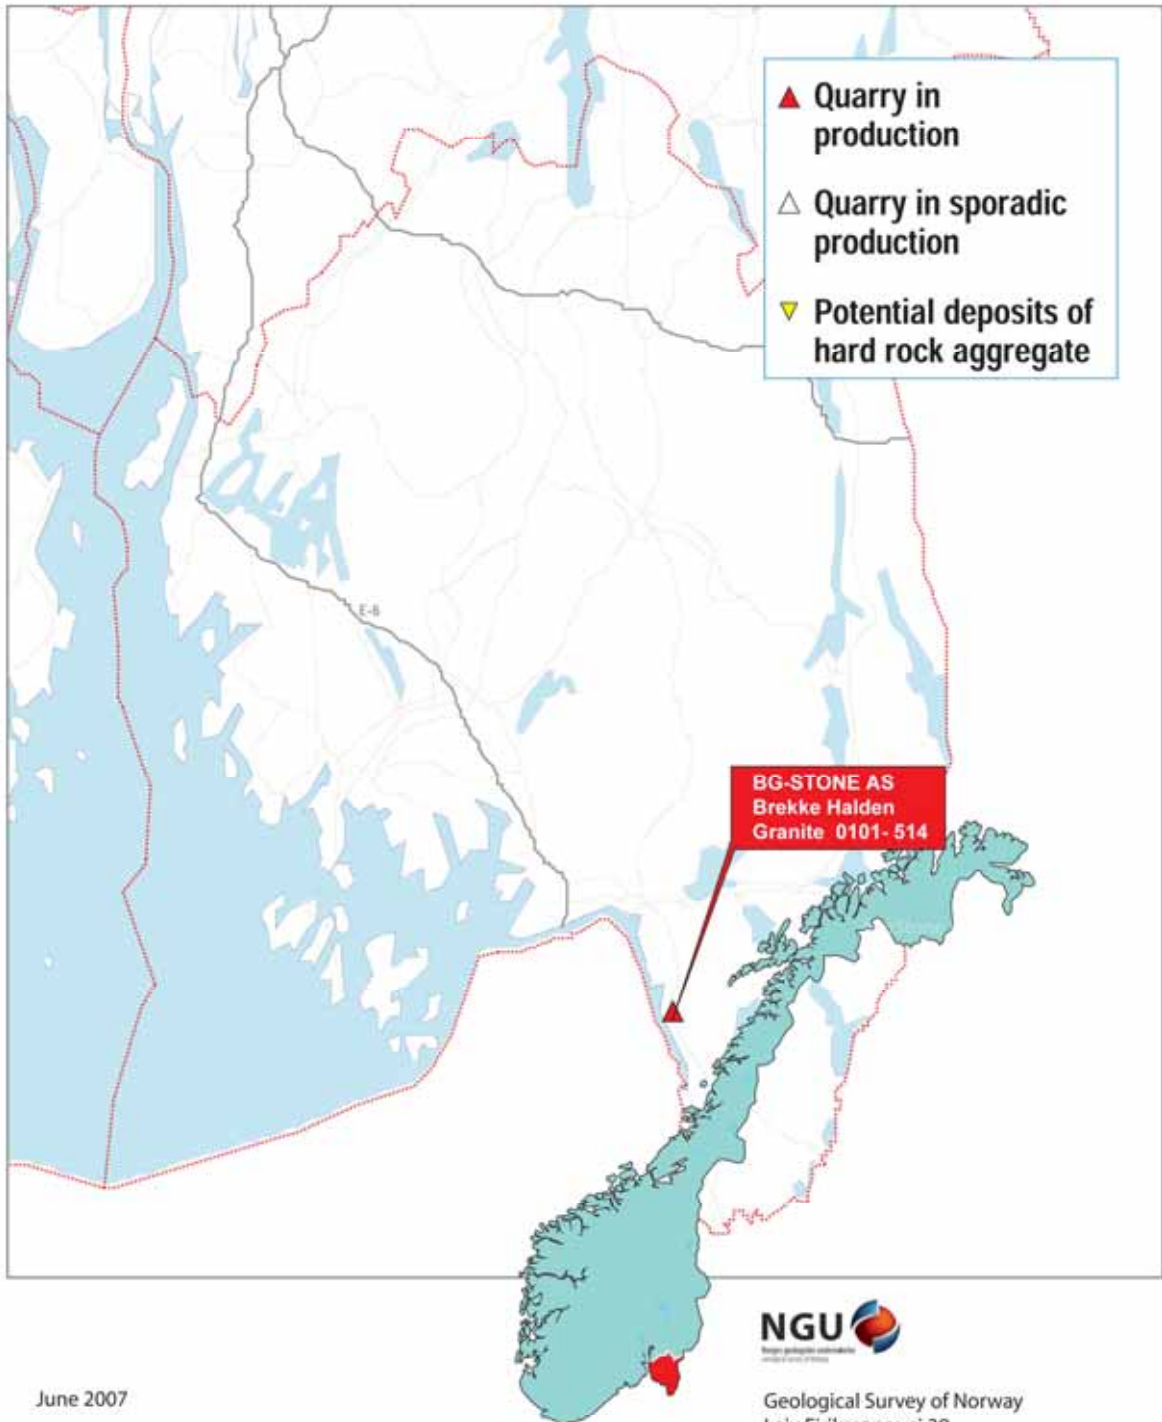 Quarry in
production
Quarry in sporadic
production
Potential deposits of
hard rock aggregate
E-6
BG-STONE AS
Brekke Halden
Granite 0101- 514
NGU
June 2007
Geological Survey of Norway